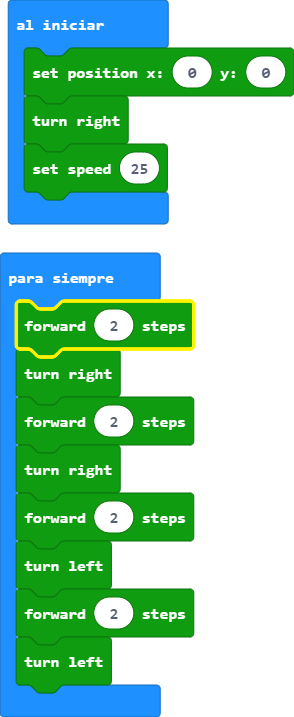 al iniciar
set position x: 0 y: 0
turn right
set speed 25
para siempre
forward 2 steps
turn right
forward 2 steps
turn right
forward 2 steps
turn left
forward 2 steps
turn left